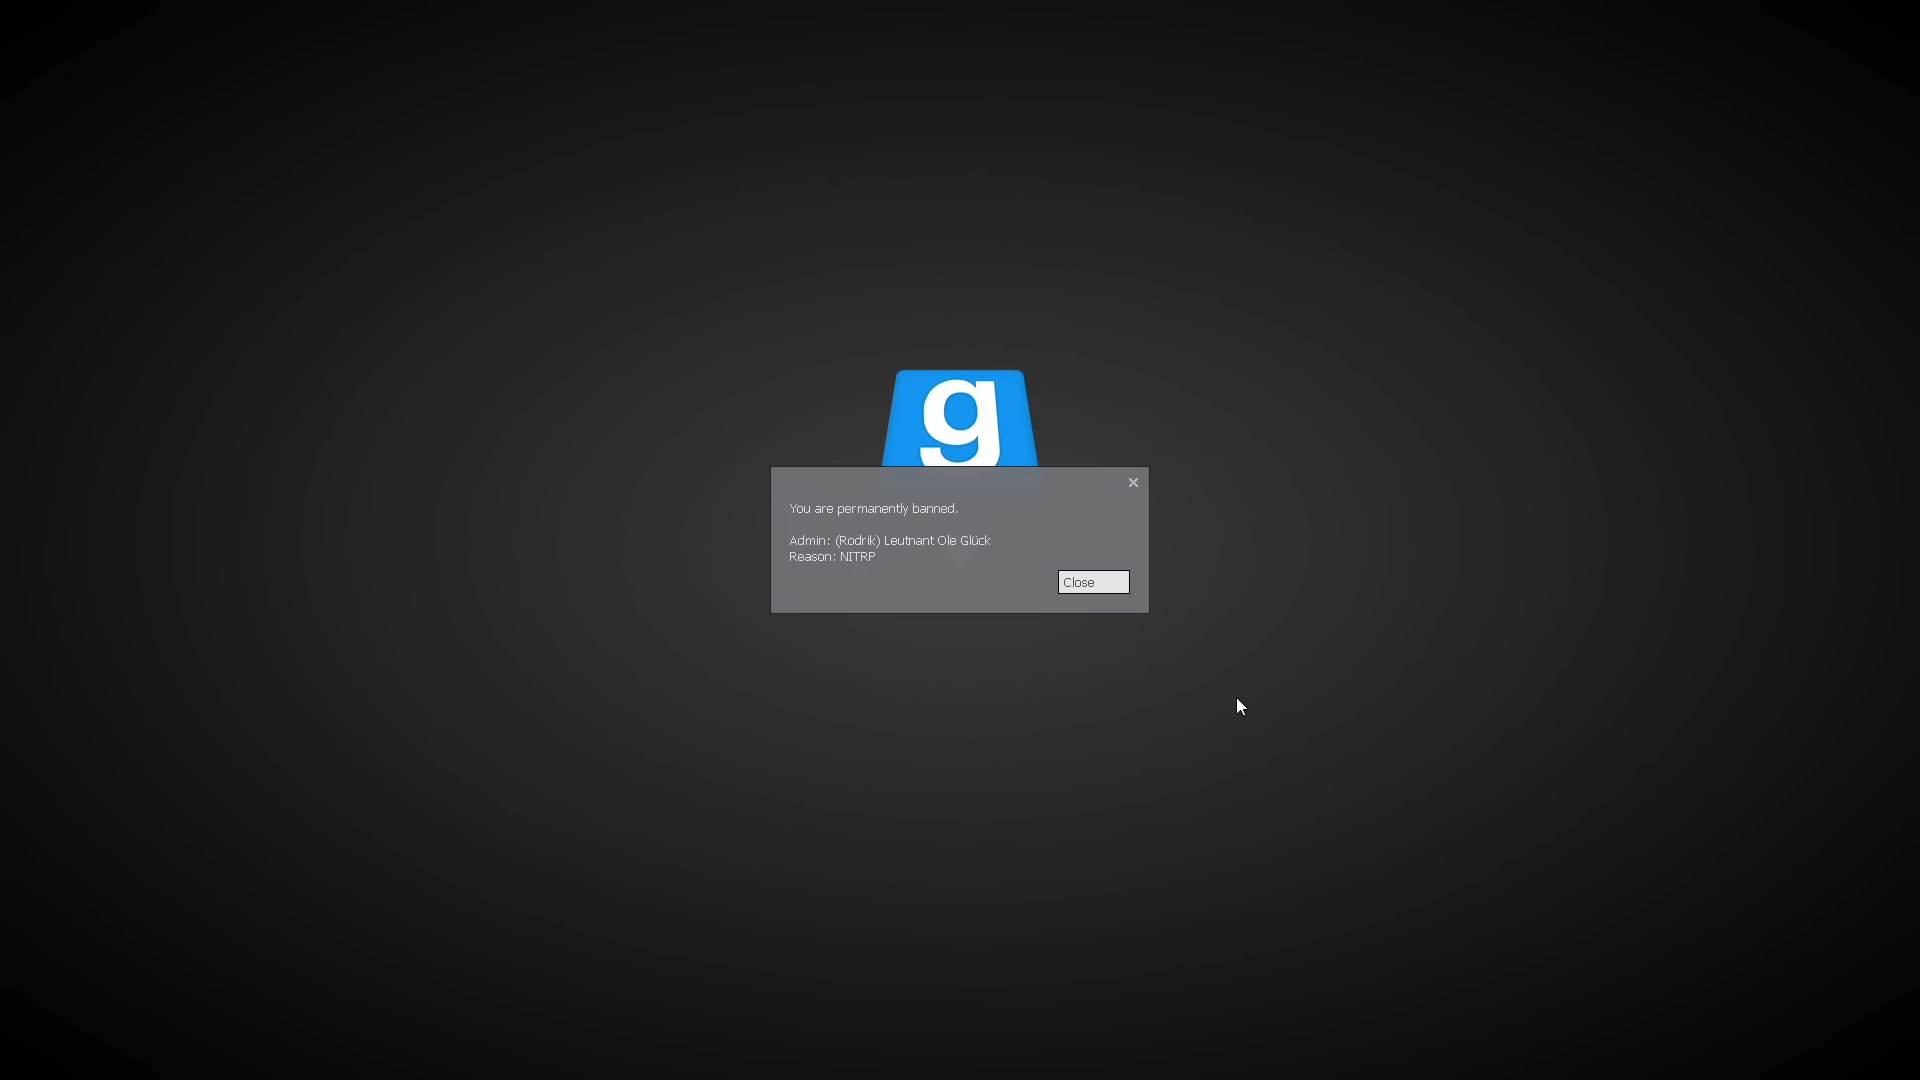 g
You are permanently banned.
Admin: (Rodrik) Leutnant Ole Glück
Reason: NITRP
Close